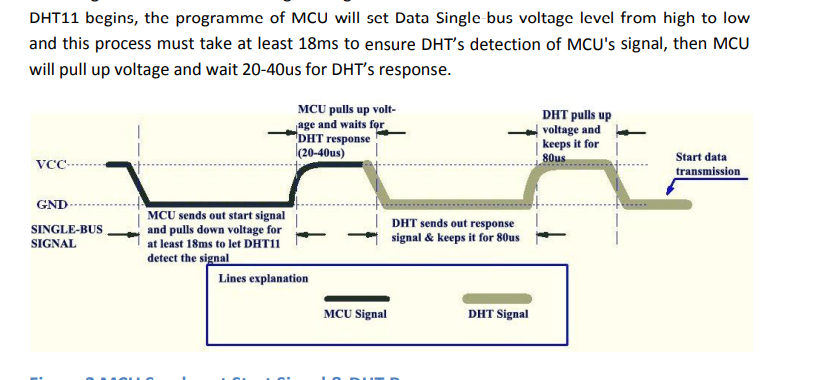 DHT11 begins, the programme of MCU will set Data Single-bus voltage level from high to low
and this process must take at least 18ms to ensure DHT’s detection of MCU's signal, then MCU
will pull up voltage and wait 20-40us for DHT’s response.
MCU pulls up volt-
age and waits for
DHT response
(20-40us)
DHT pulls up
voltage and
keeps it for
80us
Start data
transmission
VCC
GND
SINGLE-BUS
SIGNAL
MCU sends out start signal
and pulls down voltage for
at least 18ms to let DHT11
detect the signal
DHT sends out response
signal & keeps it for 80us
Lines explanation
MCU Signal
DHT Signal